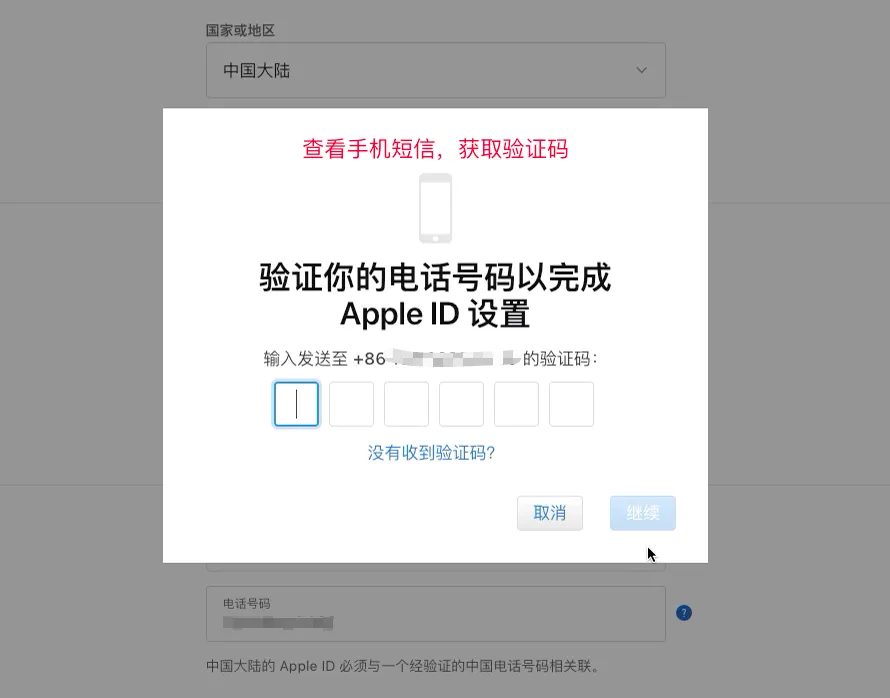 国家或地区
中国大陆
查看手机短信，获取验证码
验证你的电话号码以完成
Apple ID 设置
输入发送至 +86 的验证码：
没有收到验证码？
取消
继续
电话号码
?
中国大陆的 Apple ID 必须与一个经验证的中国电话号码相关联。